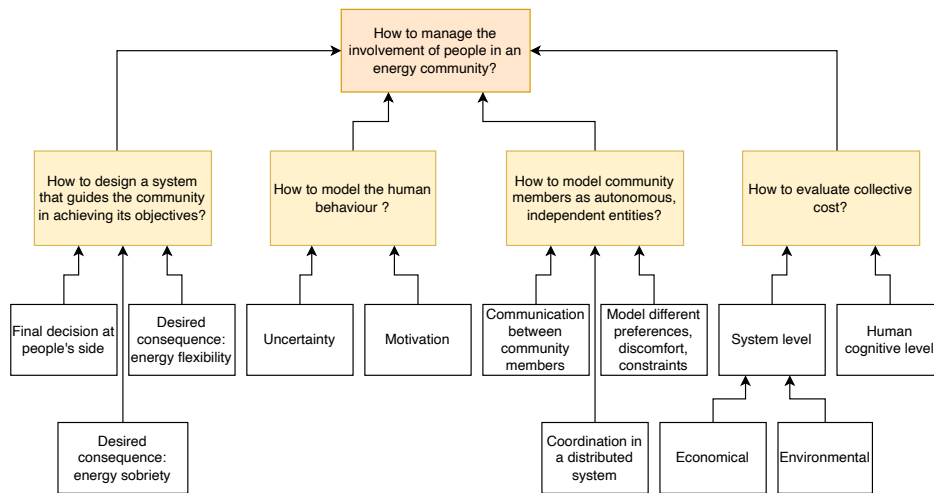 How to manage the
involvement of people in an
energy community?
How to design a system
that guides the community
in achieving its objectives?
How to model the human
behaviour ?
How to model community
members as autonomous,
independent entities?
How to evaluate collective
cost?
Final decision at
people's side
Desired
consequence:
energy flexibility
Uncertainty
Motivation
Communication
between
community
members
Model different
preferences,
discomfort,
constraints
System level
Human
cognitive level
Desired
consequence:
energy sobriety
Coordination in
a distributed
system
Economical
Environmental